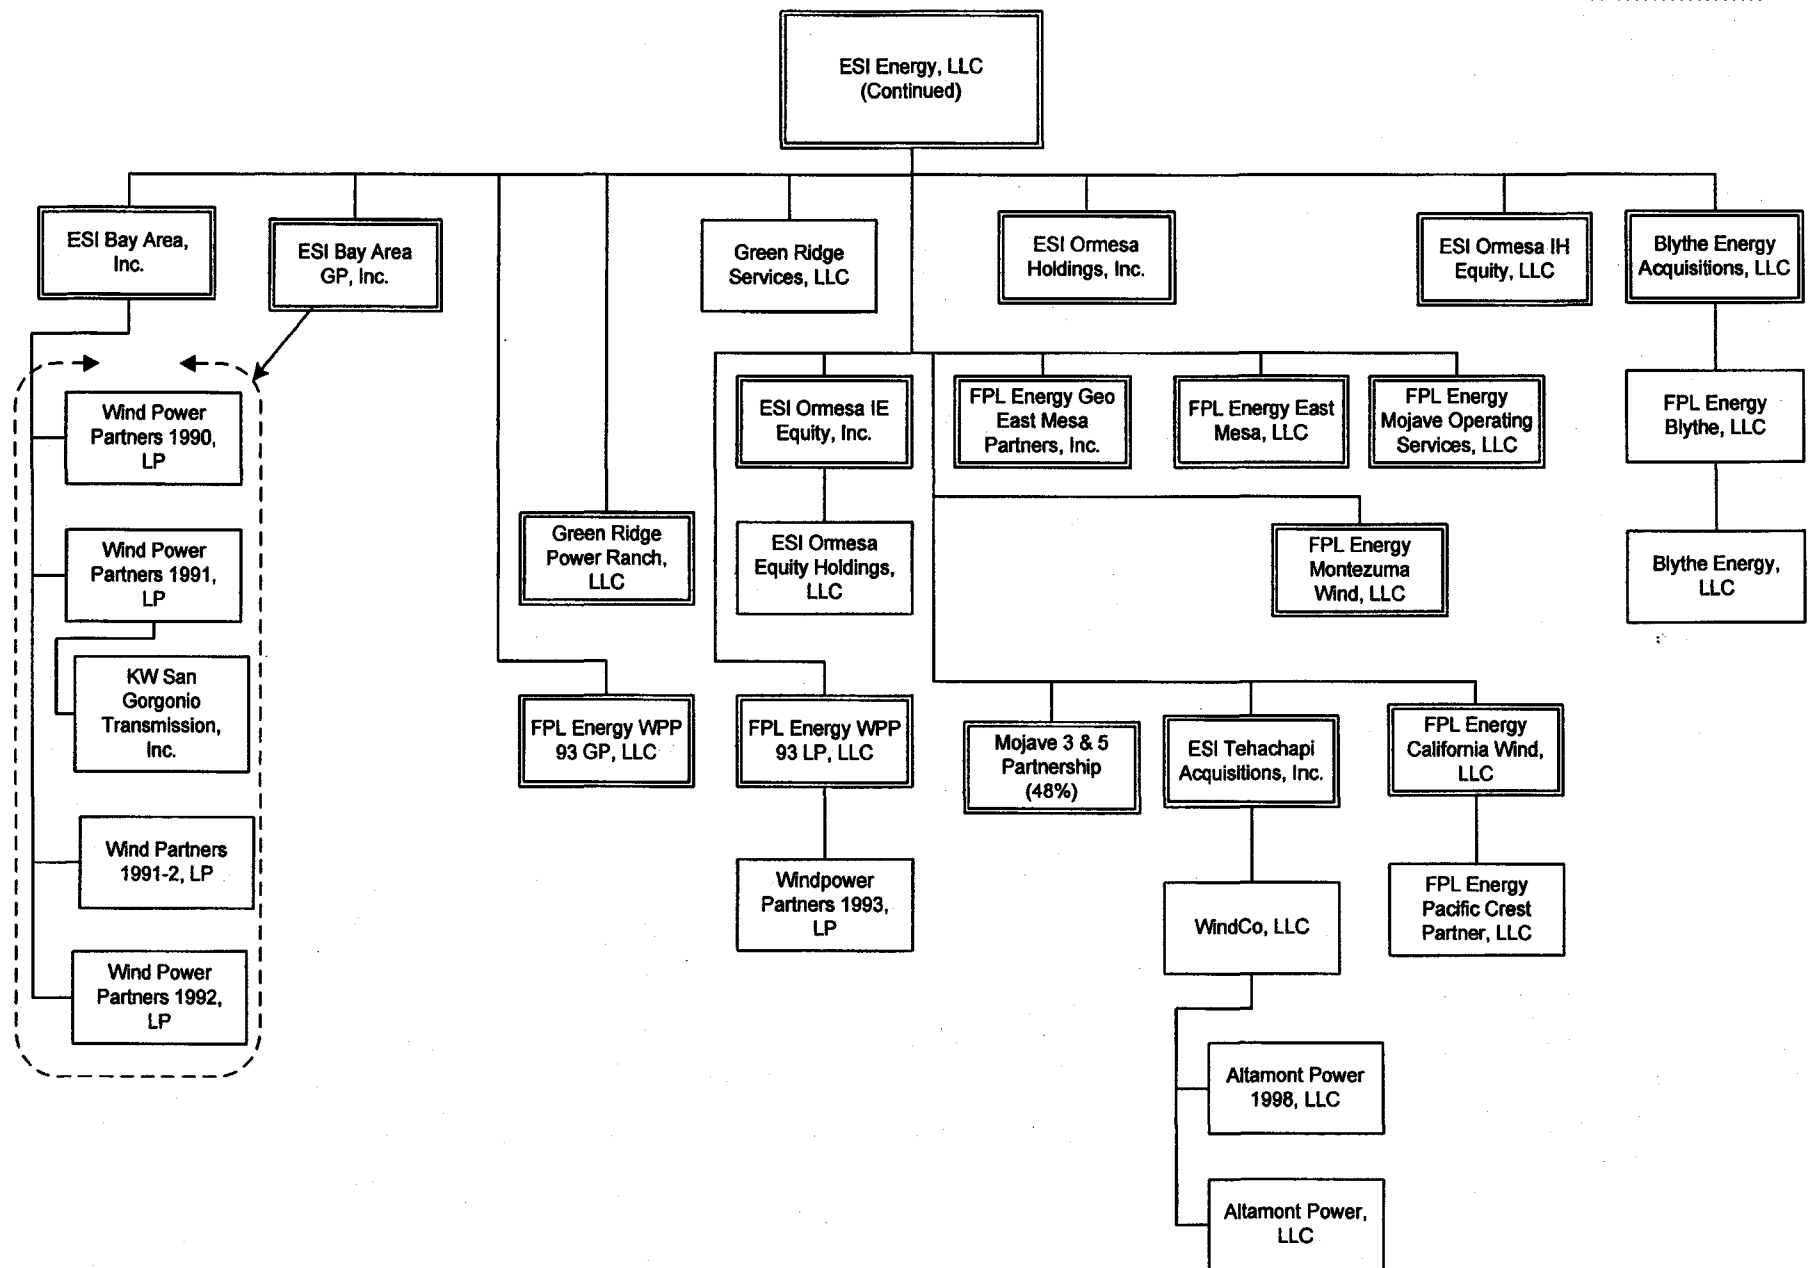 ESI Energy, LLC
(Continued)
ESI Bay Area,
Inc.
ESI Bay Area
GP, Inc.
Green Ridge
Services, LLC
ESI Ormesa
Holdings, Inc.
ESI Ormesa IH
Equity, LLC
Blythe Energy
Acquisitions, LLC
Wind Power
Partners 1990,
LP
ESI Ormesa IE
Equity, Inc.
FPL Energy Geo
East Mesa
Partners, Inc.
FPL Energy East
Mesa, LLC
FPL Energy
Mojave Operating
Services, LLC
FPL Energy
Blythe, LLC
Wind Power
Partners 1991,
LP
Green Ridge
Power Ranch,
LLC
ESI Ormesa
Equity Holdings,
LLC
FPL Energy
Montezuma
Wind, LLC
Blythe Energy,
LLC
KW San
Gorgonio
Transmission,
Inc.
FPL Energy WPP
93 GP, LLC
FPL Energy WPP
93 LP, LLC
Mojave 3 & 5
Partnership
(48%)
ESI Tehachapi
Acquisitions, Inc.
FPL Energy
California Wind,
LLC
Wind Partners
1991-2, LP
Windpower
Partners 1993,
LP
WindCo, LLC
FPL Energy
Pacific Crest
Partner, LLC
Wind Power
Partners 1992,
LP
Altamont Power
1998, LLC
Altamont Power,
LLC